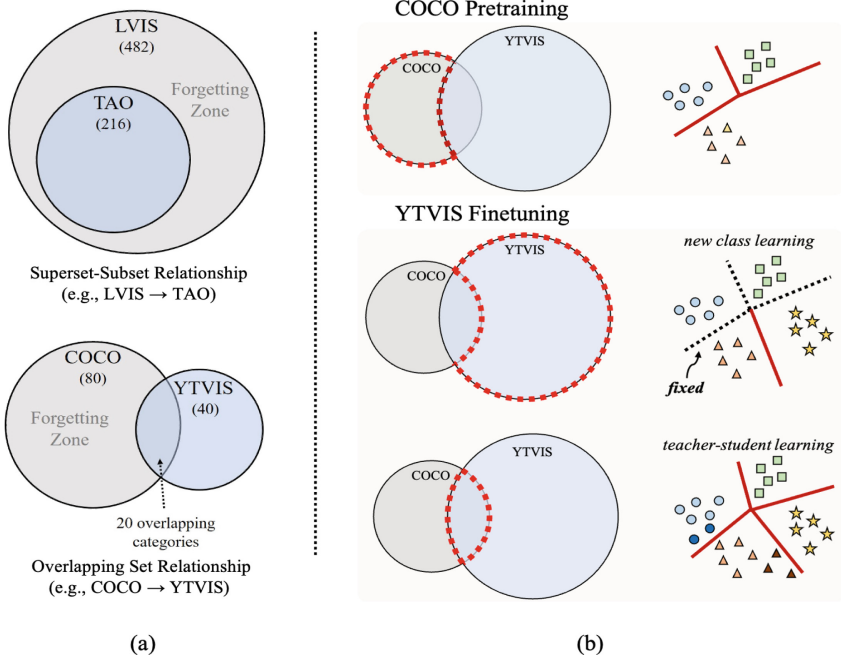 LVIS
(482)
Forgetting
Zone
TAO
(216)
Superset-Subset Relationship
(e.g., LVIS → TAO)
COCO
(80)
YTVIS
(40)
Forgetting
Zone
20 overlapping
categories
Overlapping Set Relationship
(e.g., COCO → YTVIS)
(a)
COCO Pretraining
COCO
YTVIS
YTVIS Finetuning
COCO
YTVIS
new class learning
fixed
COCO
YTVIS
teacher-student learning
(b)